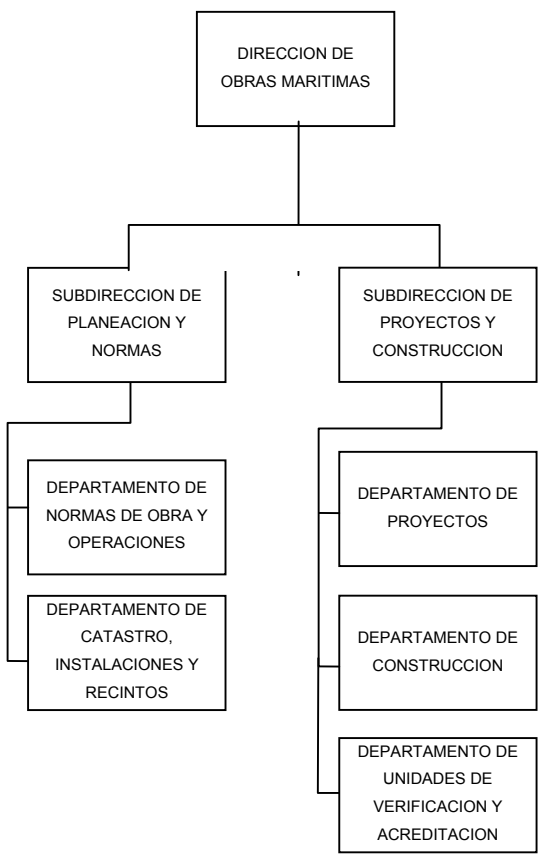 DIRECCION DE
OBRAS MARITIMAS
SUBDIRECCION DE
PLANEACION Y
NORMAS
SUBDIRECCION DE
PROYECTOS Y
CONSTRUCCION
DEPARTAMENTO DE
NORMAS DE OBRA Y
OPERACIONES
DEPARTAMENTO DE
CATASTRO,
INSTALACIONES Y
RECINTOS
DEPARTAMENTO DE
PROYECTOS
DEPARTAMENTO DE
CONSTRUCCION
DEPARTAMENTO DE
UNIDADES DE
VERIFICACION Y
ACREDITACION